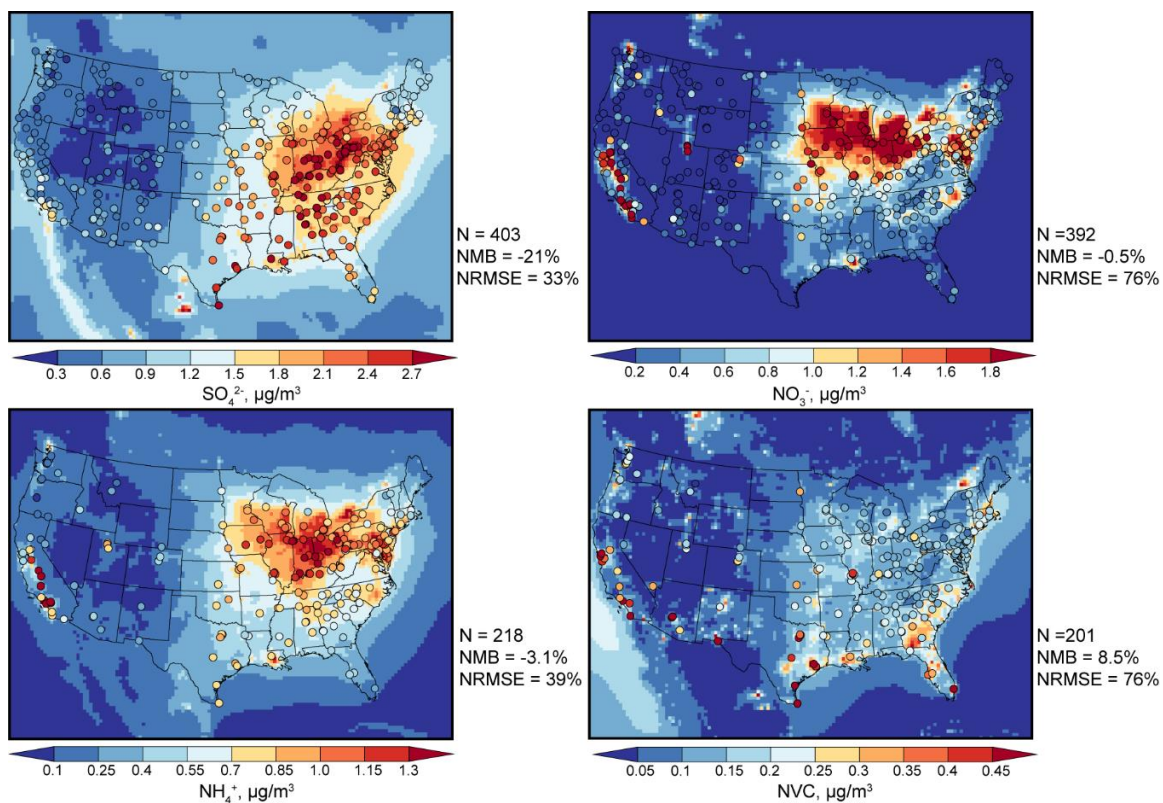 N = 403
NMB = -21%
NRMSE = 33%
0.3 0.6 0.9 1.2 1.5 1.8 2.1 2.4 2.7
SO₄²⁻, µg/m³
N =392
NMB = -0.5%
NRMSE = 76%
0.2 0.4 0.6 0.8 1.0 1.2 1.4 1.6 1.8
NO₃⁻, µg/m³
N = 218
NMB = -3.1%
NRMSE = 39%
0.1 0.25 0.4 0.55 0.7 0.85 1.0 1.15 1.3
NH₄⁺, µg/m³
N =201
NMB = 8.5%
NRMSE = 76%
0.05 0.1 0.15 0.2 0.25 0.3 0.35 0.4 0.45
NVC, µg/m³